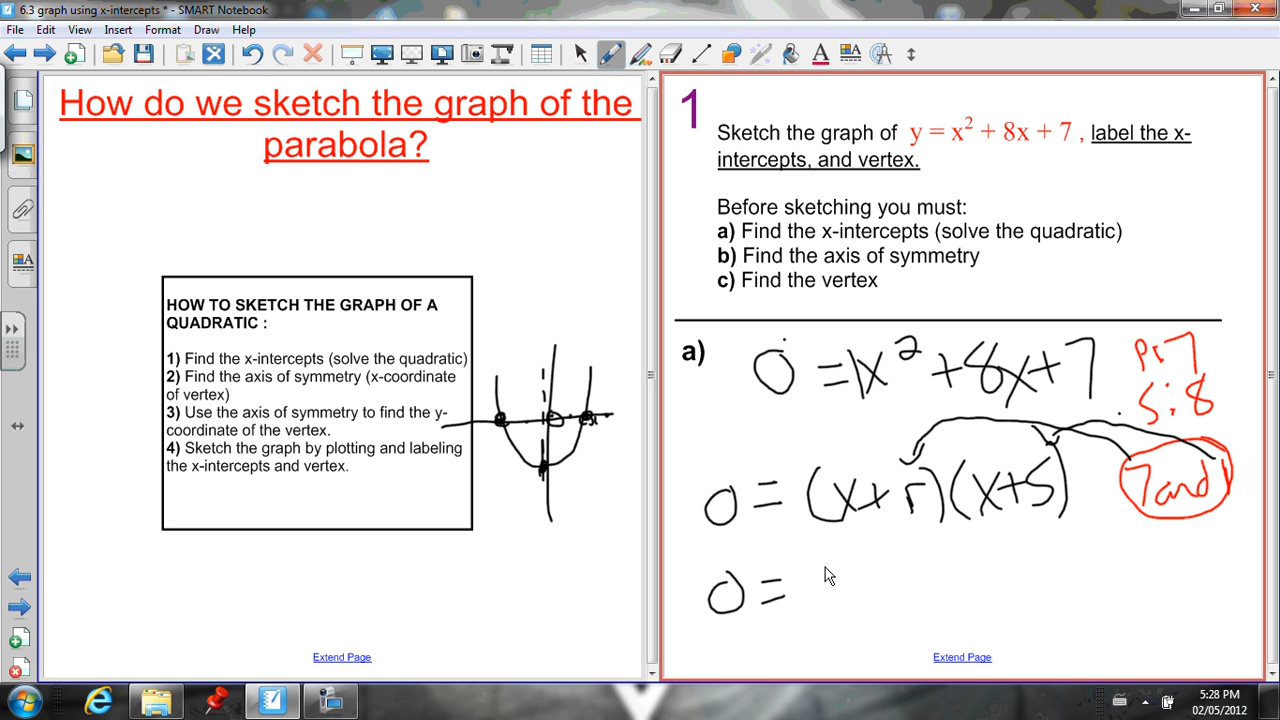 6.3 graph using x-intercepts * - SMART Notebook
File Edit View Insert Format Draw Help
How do we sketch the graph of the
parabola?
HOW TO SKETCH THE GRAPH OF A
QUADRATIC :
1) Find the x-intercepts (solve the quadratic)
2) Find the axis of symmetry (x-coordinate
of vertex)
3) Use the axis of symmetry to find the y-
coordinate of the vertex.
4) Sketch the graph by plotting and labeling
the x-intercepts and vertex.
Extend Page
1
Sketch the graph of y = x² + 8x + 7 , label the x-
intercepts, and vertex.
Before sketching you must:
a) Find the x-intercepts (solve the quadratic)
b) Find the axis of symmetry
c) Find the vertex
a) 0 = 1x² + 8x + 7
P: 7
S: 8
7 and 1
0 = (x + r)(x + s)
0 =
Extend Page
5:28 PM
02/05/2012